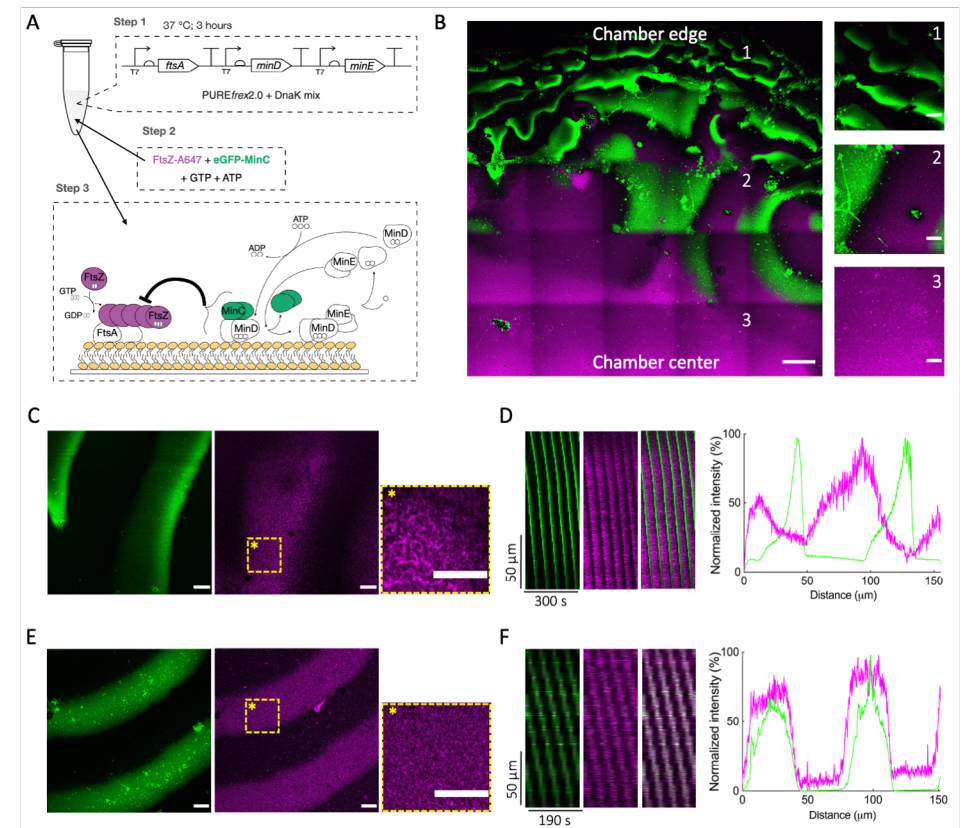 A
Step 1
37 °C; 3 hours
T7
ftsA
T7
minD
T7
minE
PUREfrex2.0 + DnaK mix
Step 2
FtsZ-A647 + eGFP-MinC
+ GTP + ATP
Step 3
ATP
ADP
MinD
MinE
FtsZ
GTP
GDP
FtsZ
FtsA
MinC
MinD
MinE
MinD
B
Chamber edge
1
2
3
Chamber center
1
2
3
C
*
*
D
50 µm
300 s
Normalized intensity (%)
100
50
0
0 50 100 150
Distance (µm)
E
*
*
F
50 µm
190 s
Normalized intensity (%)
100
50
0
0 50 100 150
Distance (µm)